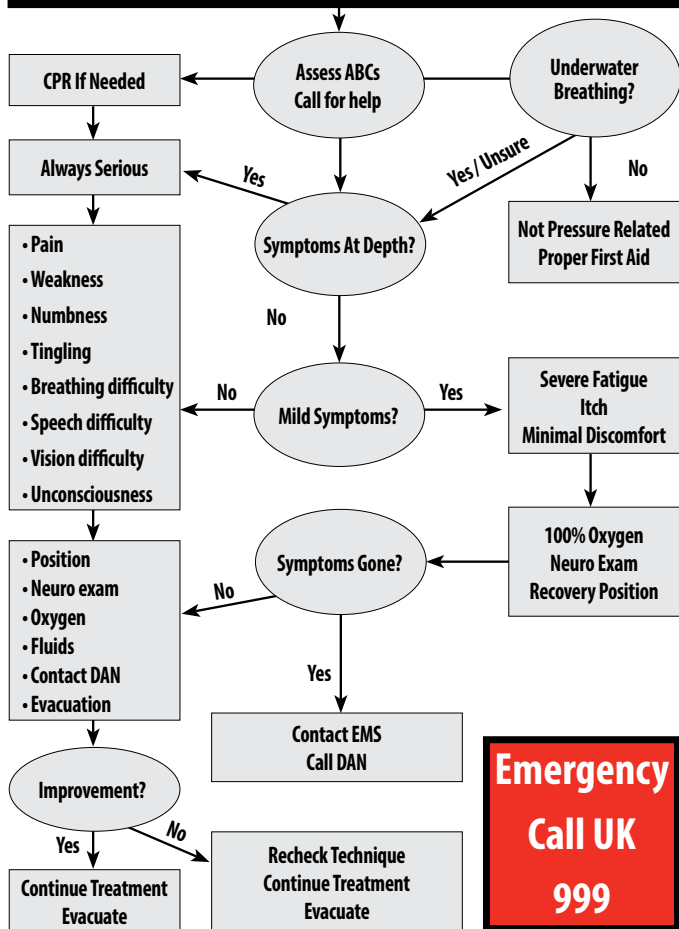 Assess ABCs
Call for help
Underwater
Breathing?
CPR If Needed
Always Serious
Yes
Yes / Unsure
No
Symptoms At Depth?
Not Pressure Related
Proper First Aid
• Pain
• Weakness
• Numbness
• Tingling
• Breathing difficulty
• Speech difficulty
• Vision difficulty
• Unconsciousness
No
No
Mild Symptoms?
Yes
Severe Fatigue
Itch
Minimal Discomfort
100% Oxygen
Neuro Exam
Recovery Position
Symptoms Gone?
No
• Position
• Neuro exam
• Oxygen
• Fluids
• Contact DAN
• Evacuation
Yes
Contact EMS
Call DAN
Improvement?
Yes
No
Continue Treatment
Evacuate
Recheck Technique
Continue Treatment
Evacuate
Emergency
Call UK
999